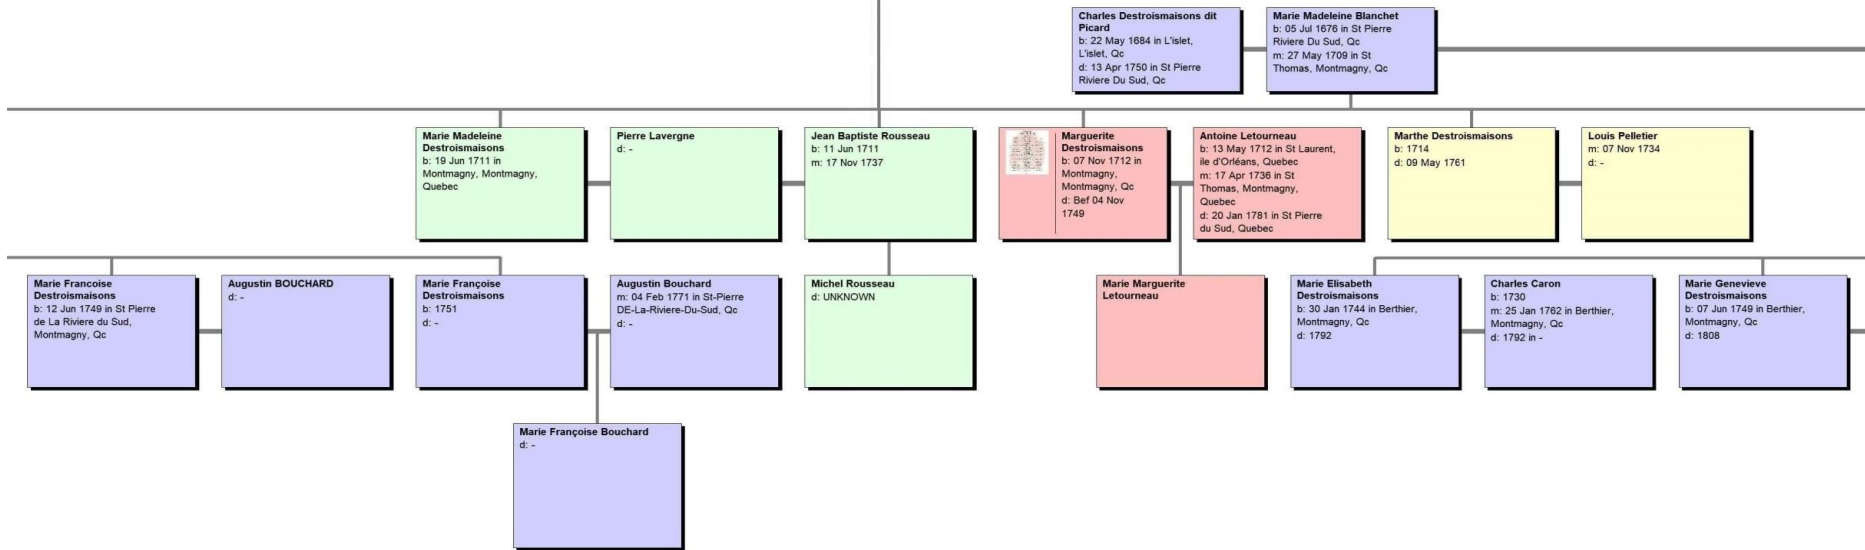 Charles Destroismaisons dit
Picard
b: 22 May 1684 in L'islet,
L'islet, Qc
d: 13 Apr 1750 in St Pierre
Riviere Du Sud, Qc
Marie Madeleine Blanchet
b: 05 Jul 1676 in St Pierre
Riviere Du Sud, Qc
m: 27 May 1709 in St
Thomas, Montmagny, Qc
Marie Madeleine
Destroismaisons
b: 19 Jun 1711 in
Montmagny, Montmagny,
Quebec
Pierre Lavergne
d: -
Jean Baptiste Rousseau
b: 11 Jun 1711
m: 17 Nov 1737
Marguerite
Destroismaisons
b: 07 Nov 1712 in
Montmagny,
Montmagny, Qc
d: Bef 04 Nov
1749
Antoine Letourneau
b: 13 May 1712 in St Laurent,
ile d'Orléans, Quebec
m: 17 Apr 1736 in St
Thomas, Montmagny,
Quebec
d: 20 Jan 1781 in St Pierre
du Sud, Quebec
Marthe Destroismaisons
b: 1714
d: 09 May 1761
Louis Pelletier
m: 07 Nov 1734
d: -
Marie Francoise
Destroismaisons
b: 12 Jun 1749 in St Pierre
de La Riviere du Sud,
Montmagny, Qc
Augustin BOUCHARD
d: -
Marie Françoise
Destroismaisons
b: 1751
d: -
Augustin Bouchard
m: 04 Feb 1771 in St-Pierre
DE-La-Riviere-Du-Sud, Qc
d: -
Michel Rousseau
d: UNKNOWN
Marie Marguerite
Letourneau
Marie Elisabeth
Destroismaisons
b: 30 Jan 1744 in Berthier,
Montmagny, Qc
d: 1792
Charles Caron
b: 1730
m: 25 Jan 1762 in Berthier,
Montmagny, Qc
d: 1792 in -
Marie Genevieve
Destroismaisons
b: 07 Jun 1749 in Berthier,
Montmagny, Qc
d: 1808
Marie Françoise Bouchard
d: -